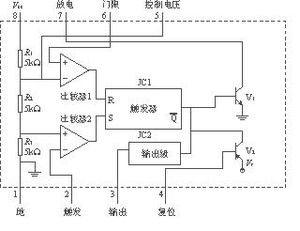 Vcc 放电 门限 控制电压
8 7 6 5
R₁
5kΩ
比较器1
JC1
R 触发器
S Q̅
V₁
R₂
5kΩ
比较器2
JC2
输出级
V₂
Vr
R₃
5kΩ
1 2 3 4
地 触发 输出 复位